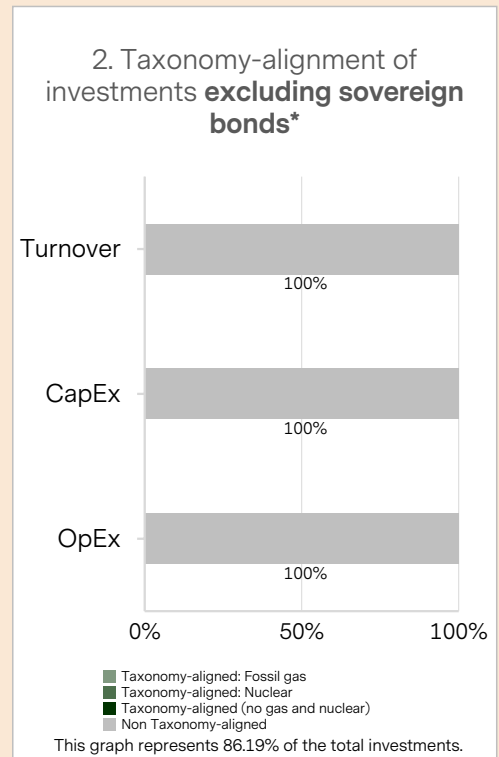 2. Taxonomy-alignment of
investments excluding sovereign
bonds*
Turnover
100%
CapEx
100%
OpEx
100%
0% 50% 100%
Taxonomy-aligned: Fossil gas
Taxonomy-aligned: Nuclear
Taxonomy-aligned (no gas and nuclear)
Non Taxonomy-aligned
This graph represents 86.19% of the total investments.